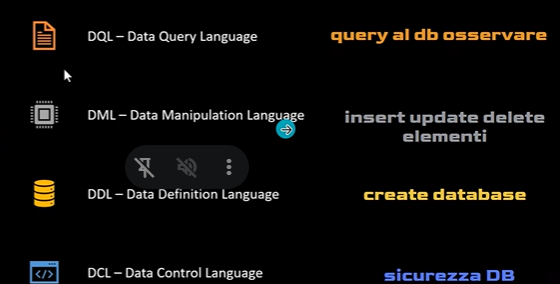 DQL – Data Query Language
query al db osservare
DML – Data Manipulation Language
insert update delete
elementi
DDL – Data Definition Language
create database
DCL – Data Control Language
sicurezza DB